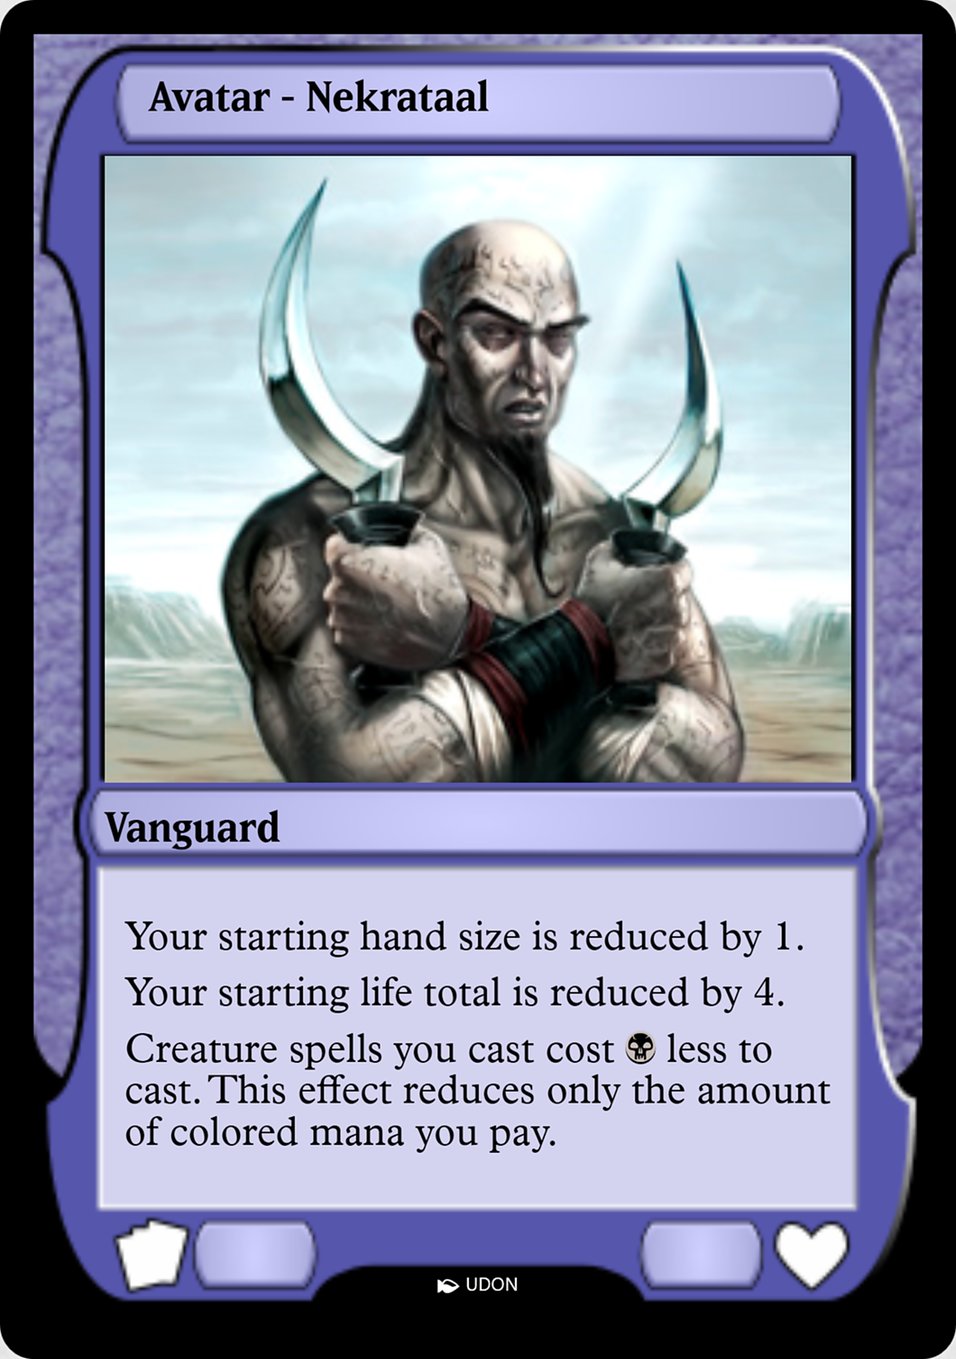 Avatar - Nekrataal
Vanguard
Your starting hand size is reduced by 1.
Your starting life total is reduced by 4.
Creature spells you cast cost less to
cast. This effect reduces only the amount
of colored mana you pay.
UDON